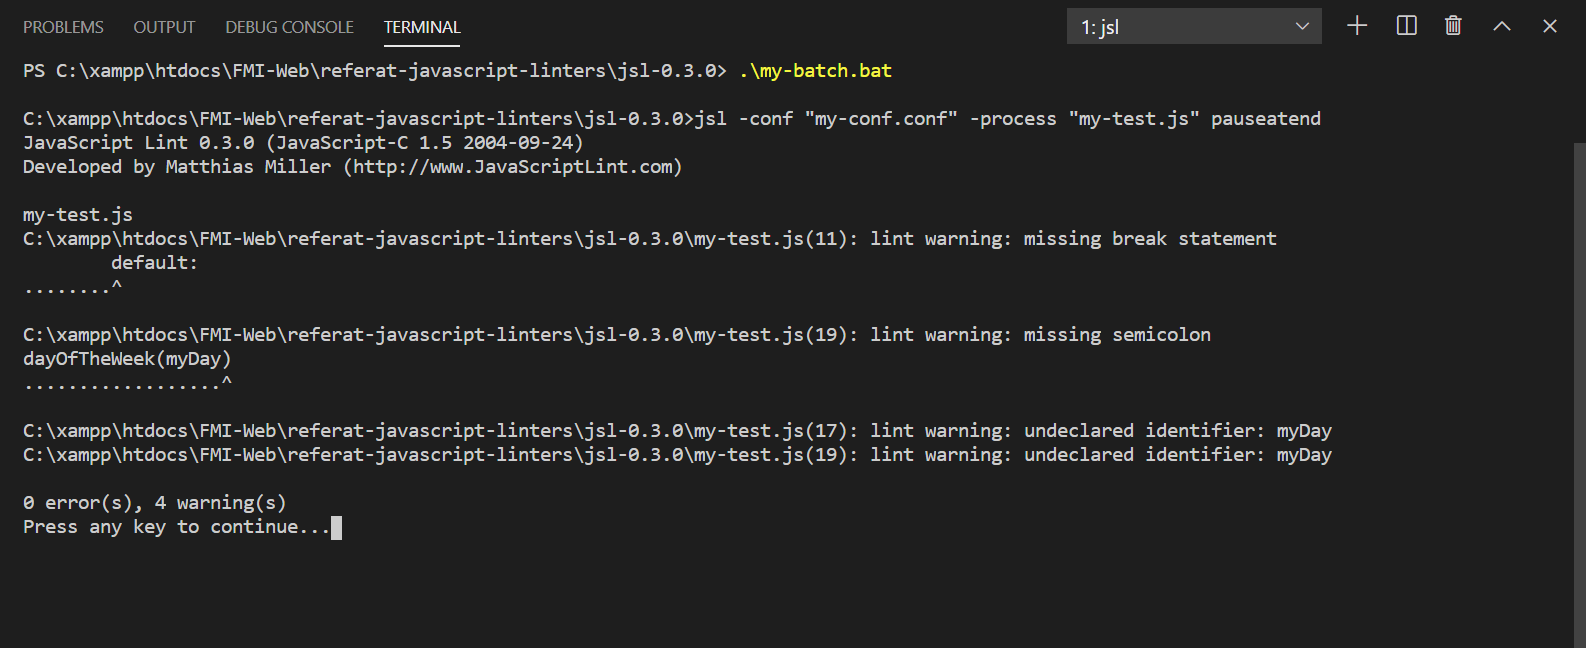 PROBLEMS OUTPUT DEBUG CONSOLE TERMINAL 1: jsl
PS C:\xampp\htdocs\FMI-Web\referat-javascript-linters\jsl-0.3.0> .\my-batch.bat
C:\xampp\htdocs\FMI-Web\referat-javascript-linters\jsl-0.3.0>jsl -conf "my-conf.conf" -process "my-test.js" pauseatend
JavaScript Lint 0.3.0 (JavaScript-C 1.5 2004-09-24)
Developed by Matthias Miller (http://www.JavaScriptLint.com)
my-test.js
C:\xampp\htdocs\FMI-Web\referat-javascript-linters\jsl-0.3.0\my-test.js(11): lint warning: missing break statement
        default:
........^
C:\xampp\htdocs\FMI-Web\referat-javascript-linters\jsl-0.3.0\my-test.js(19): lint warning: missing semicolon
dayOfTheWeek(myDay)
..................^
C:\xampp\htdocs\FMI-Web\referat-javascript-linters\jsl-0.3.0\my-test.js(17): lint warning: undeclared identifier: myDay
C:\xampp\htdocs\FMI-Web\referat-javascript-linters\jsl-0.3.0\my-test.js(19): lint warning: undeclared identifier: myDay
0 error(s), 4 warning(s)
Press any key to continue...